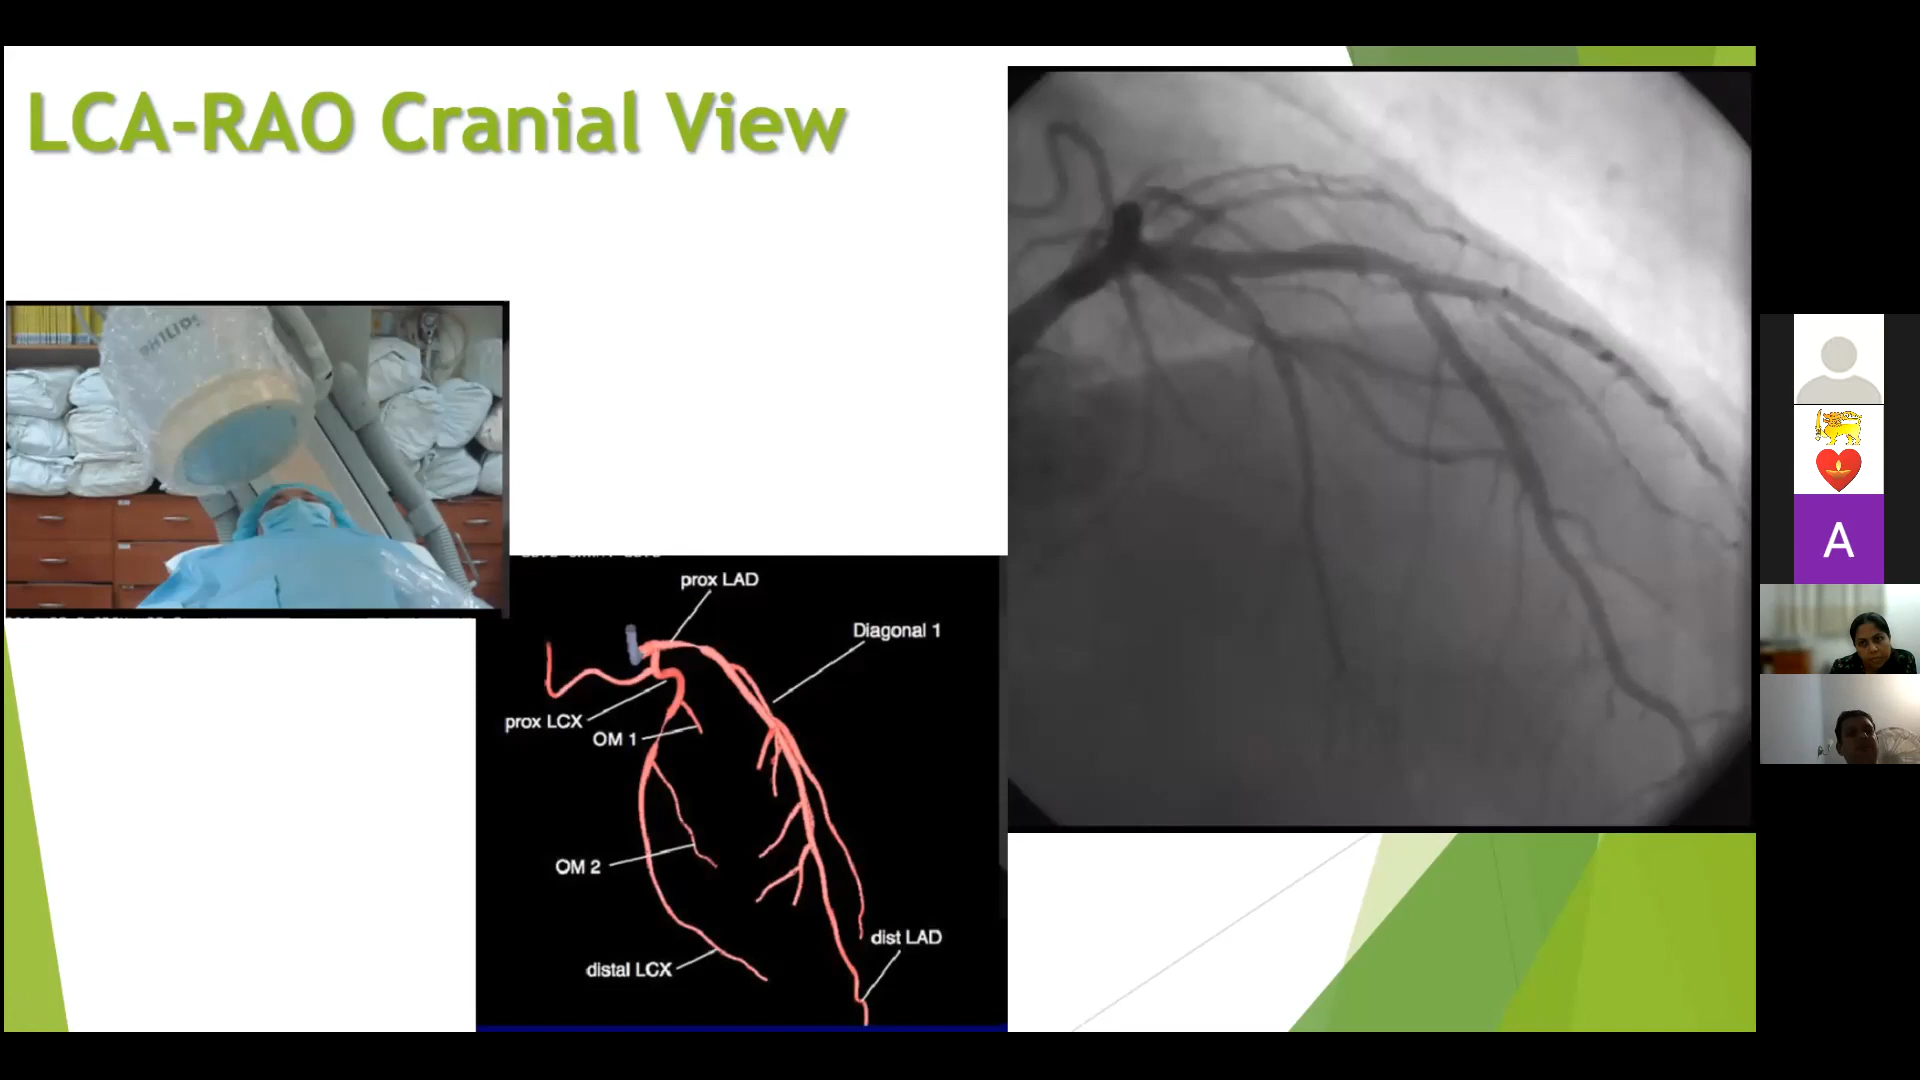 LCA-RAO Cranial View
PHILIPS
prox LAD
Diagonal 1
prox LCX
OM 1
OM 2
dist LAD
distal LCX
A